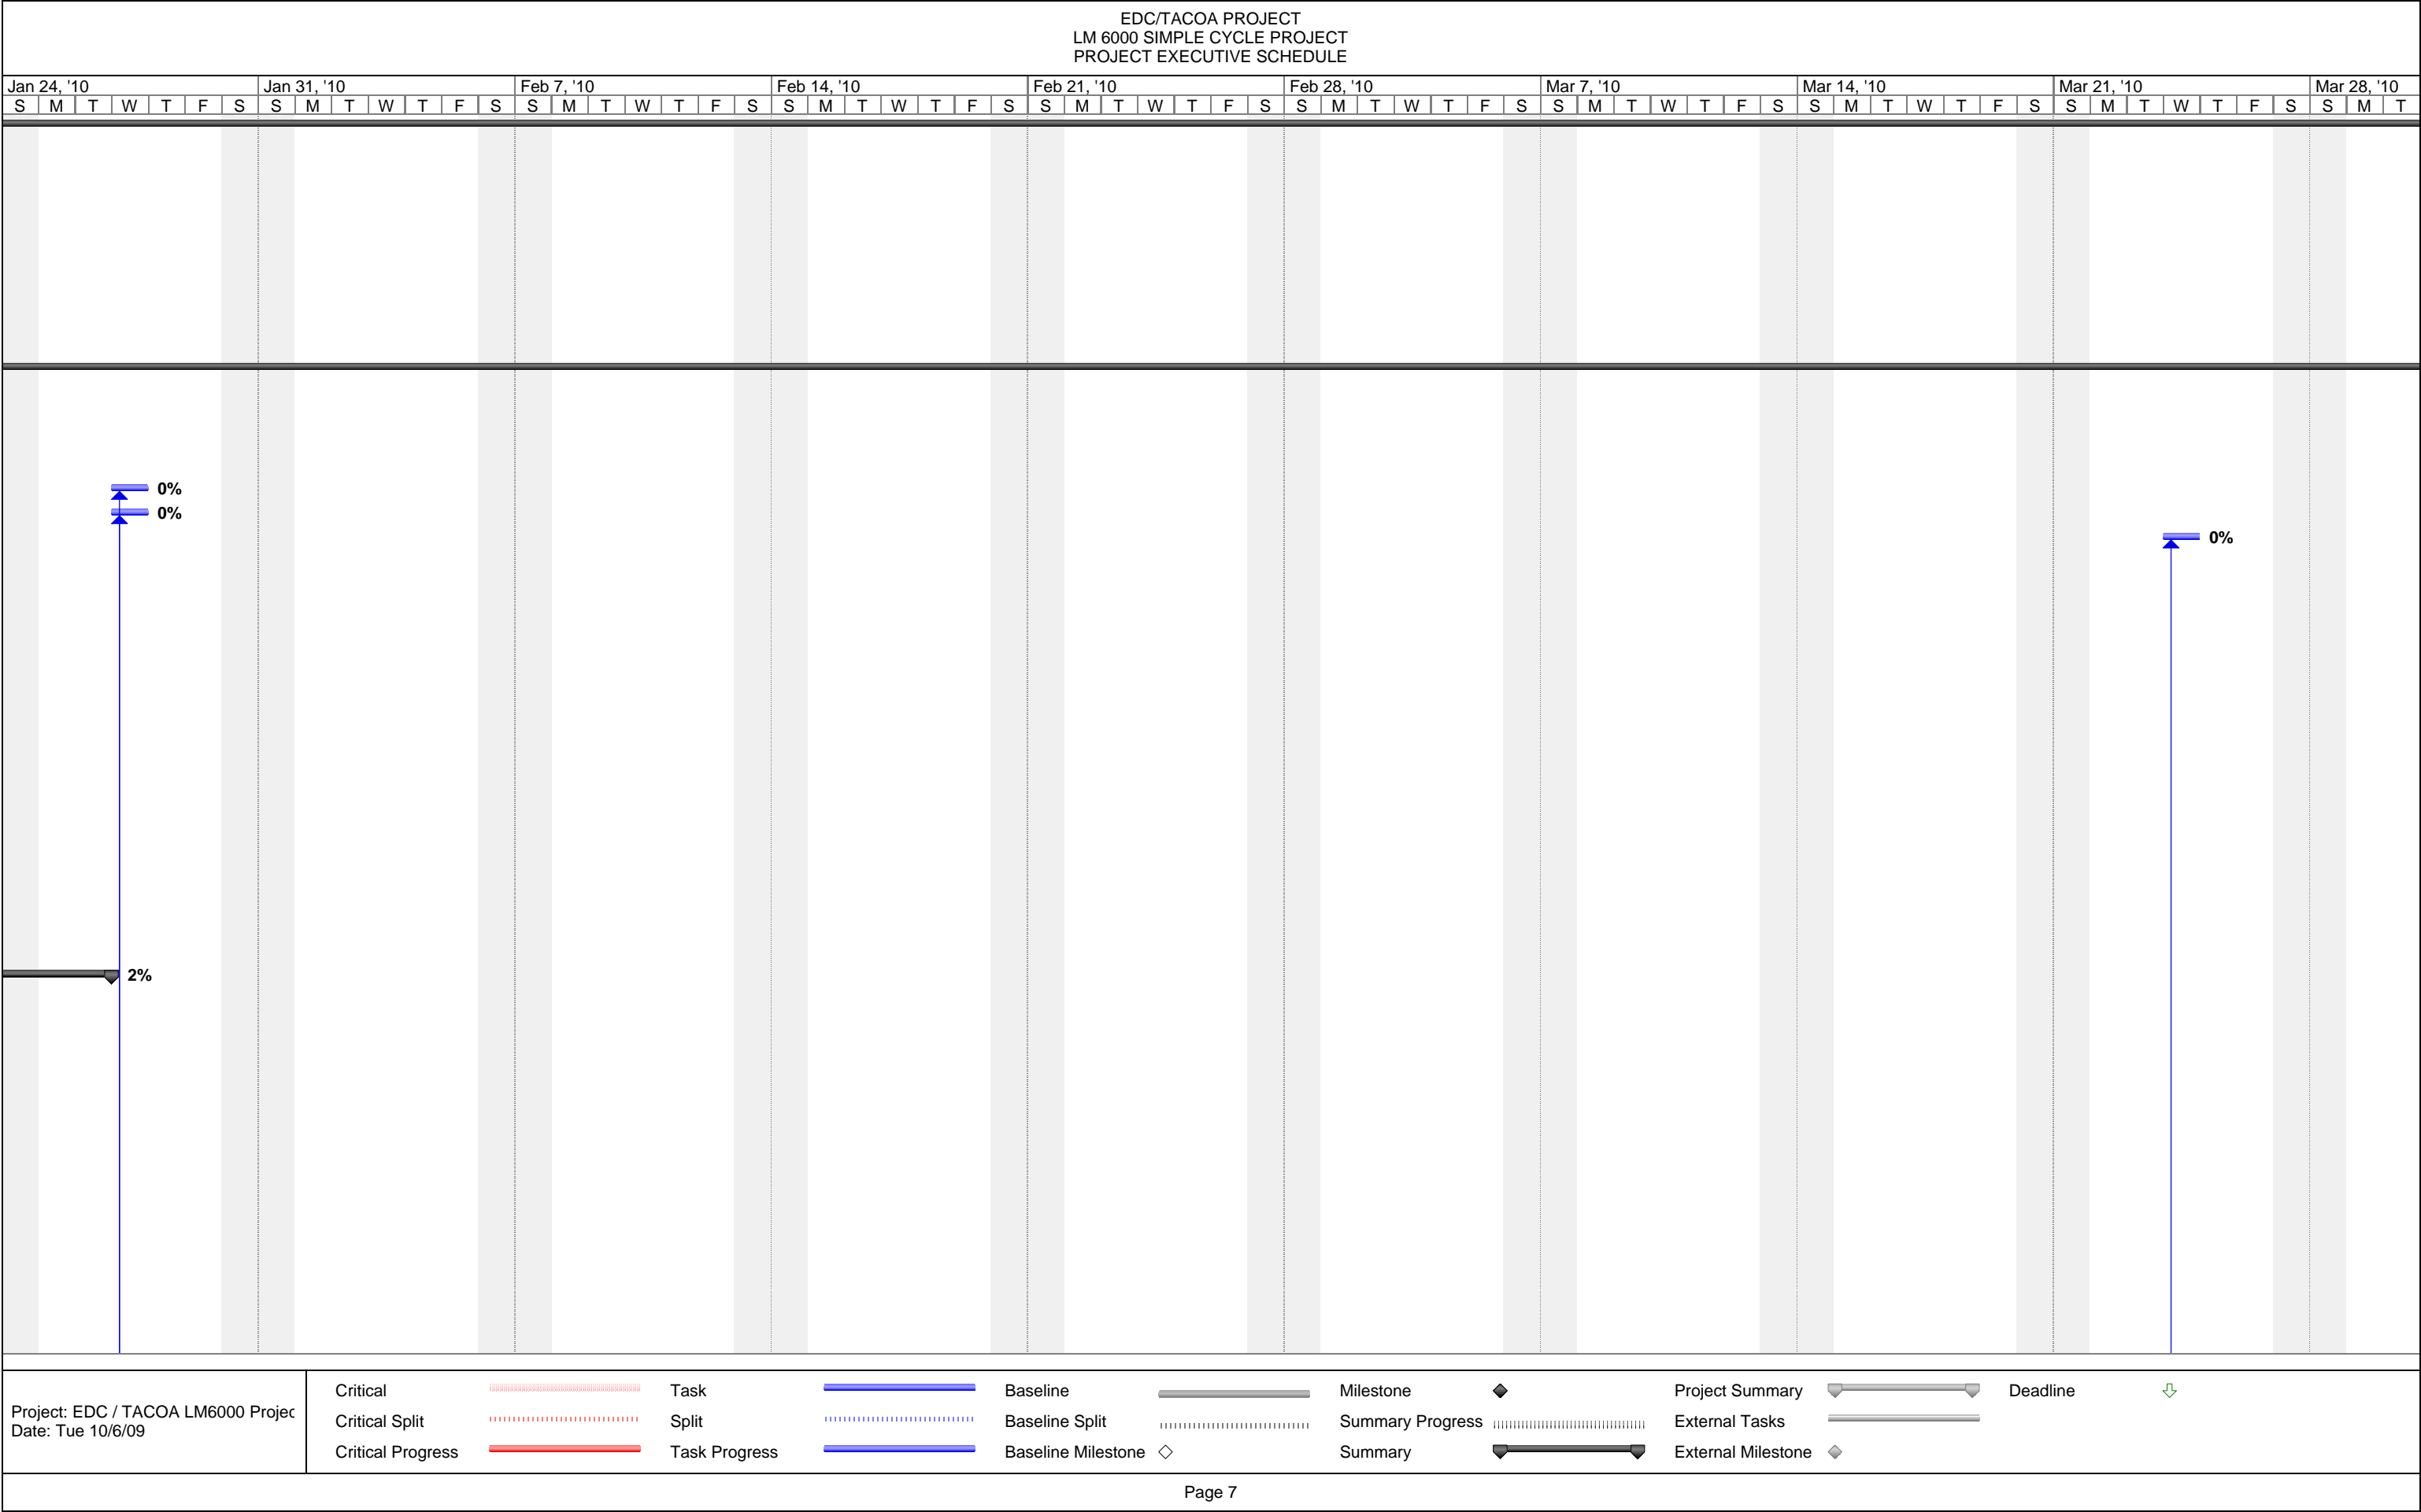 EDC/TACOA PROJECT
LM 6000 SIMPLE CYCLE PROJECT
PROJECT EXECUTIVE SCHEDULE
Jan 24, '10 Jan 31, '10 Feb 7, '10 Feb 14, '10 Feb 21, '10 Feb 28, '10 Mar 7, '10 Mar 14, '10 Mar 21, '10 Mar 28, '10
S M T W T F S S M T W T F S S M T W T F S S M T W T F S S M T W T F S S M T W T F S S M T W T F S S M T W T F S S M T W T F S S M T
0%
0%
0%
2%
Critical Task Baseline Milestone Project Summary Deadline
Project: EDC / TACOA LM6000 Projec
Critical Split Split Baseline Split Summary Progress External Tasks
Date: Tue 10/6/09
Critical Progress Task Progress Baseline Milestone Summary External Milestone
Page 7